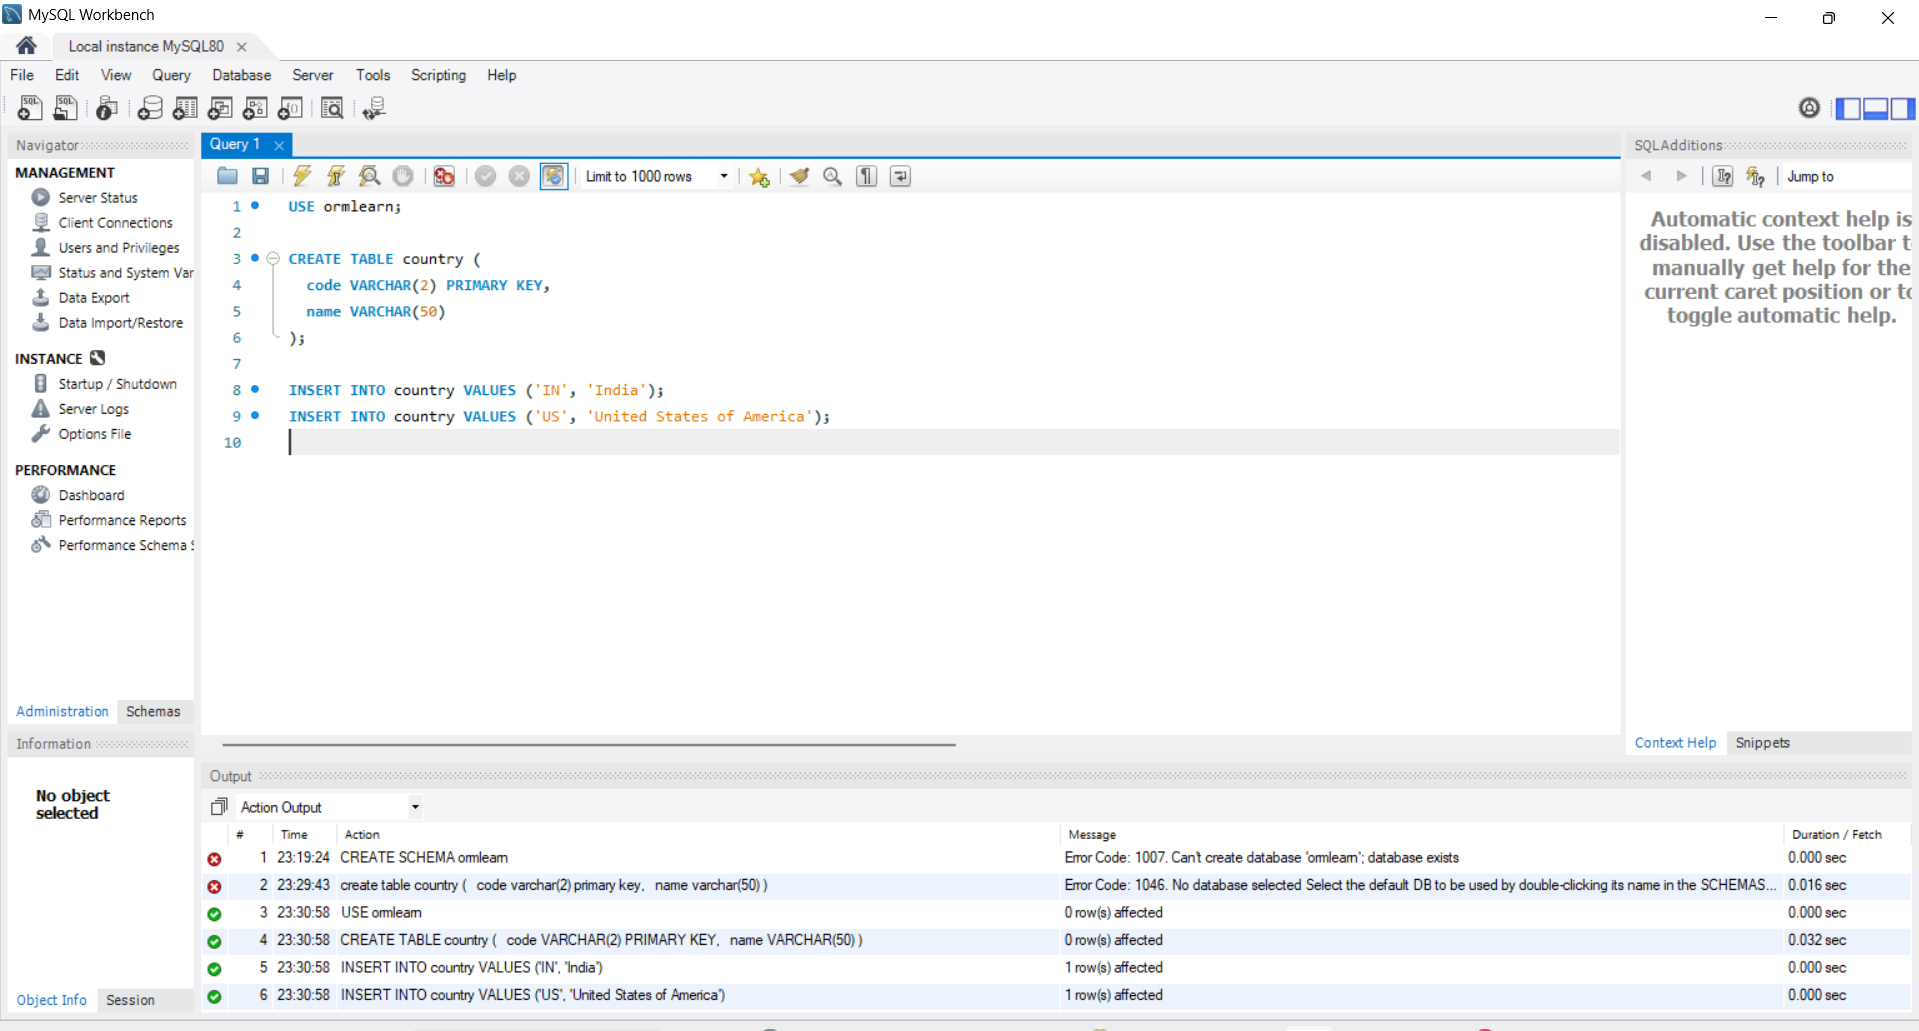 MySQL Workbench
Local instance MySQL80
File Edit View Query Database Server Tools Scripting Help
Navigator
MANAGEMENT
Server Status
Client Connections
Users and Privileges
Status and System Var
Data Export
Data Import/Restore
INSTANCE
Startup / Shutdown
Server Logs
Options File
PERFORMANCE
Dashboard
Performance Reports
Performance Schema S
Administration Schemas
Information
No object
selected
Object Info Session
Query 1
Limit to 1000 rows
1 USE ormlearn;
2
3 CREATE TABLE country (
4 code VARCHAR(2) PRIMARY KEY,
5 name VARCHAR(50)
6 );
7
8 INSERT INTO country VALUES ('IN', 'India');
9 INSERT INTO country VALUES ('US', 'United States of America');
10
SQLAdditions
Jump to
Automatic context help is
disabled. Use the toolbar t
manually get help for the
current caret position or to
toggle automatic help.
Context Help Snippets
Output
Action Output
# Time Action Message Duration / Fetch
1 23:19:24 CREATE SCHEMA ormlearn Error Code: 1007. Can't create database 'ormlearn'; database exists 0.000 sec
2 23:29:43 create table country ( code varchar(2) primary key, name varchar(50) ) Error Code: 1046. No database selected Select the default DB to be used by double-clicking its name in the SCHEMAS... 0.016 sec
3 23:30:58 USE ormlearn 0 row(s) affected 0.000 sec
4 23:30:58 CREATE TABLE country ( code VARCHAR(2) PRIMARY KEY, name VARCHAR(50) ) 0 row(s) affected 0.032 sec
5 23:30:58 INSERT INTO country VALUES ('IN', 'India') 1 row(s) affected 0.000 sec
6 23:30:58 INSERT INTO country VALUES ('US', 'United States of America') 1 row(s) affected 0.000 sec